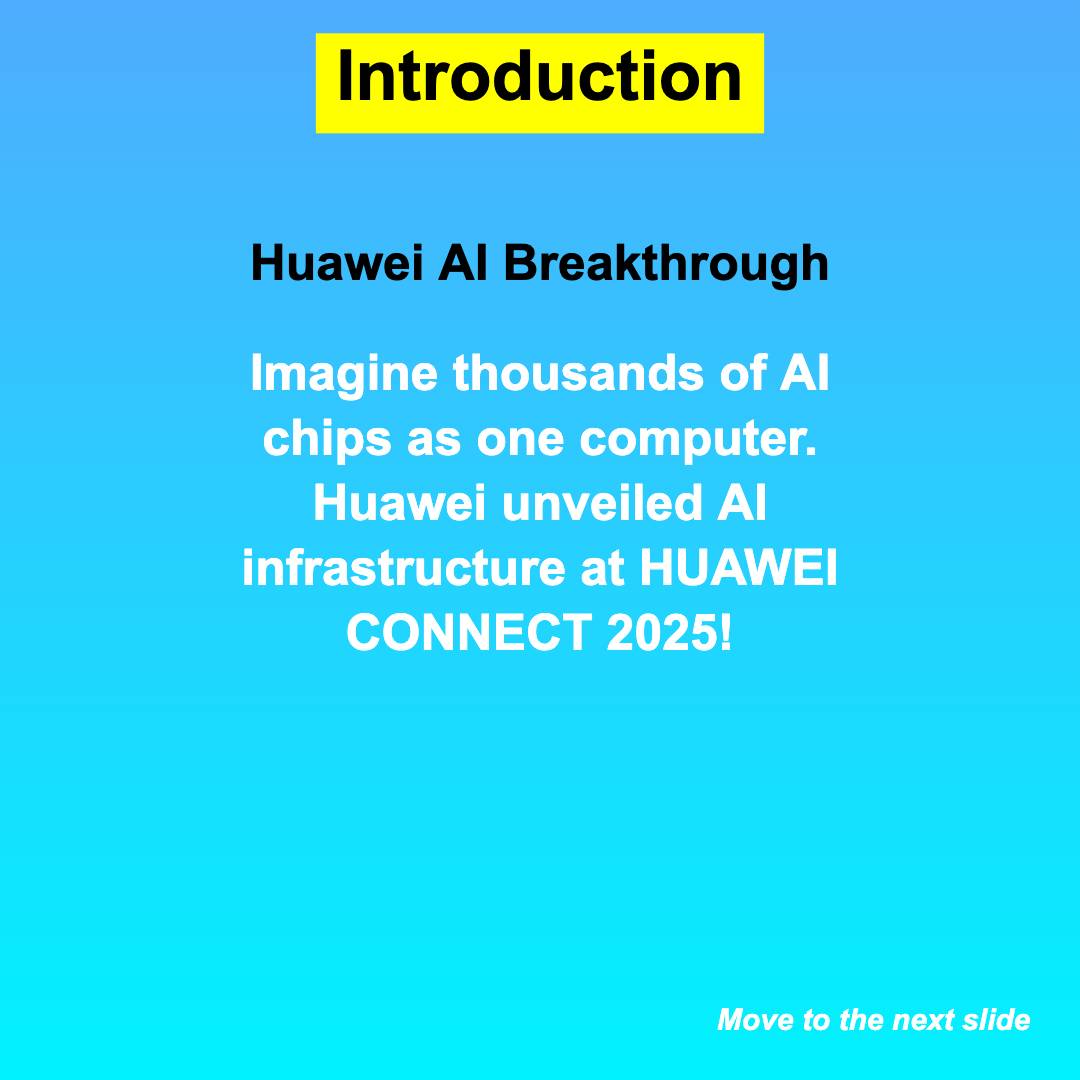 Introduction
Huawei AI Breakthrough
Imagine thousands of AI
chips as one computer.
Huawei unveiled AI
infrastructure at HUAWEI
CONNECT 2025!
Move to the next slide